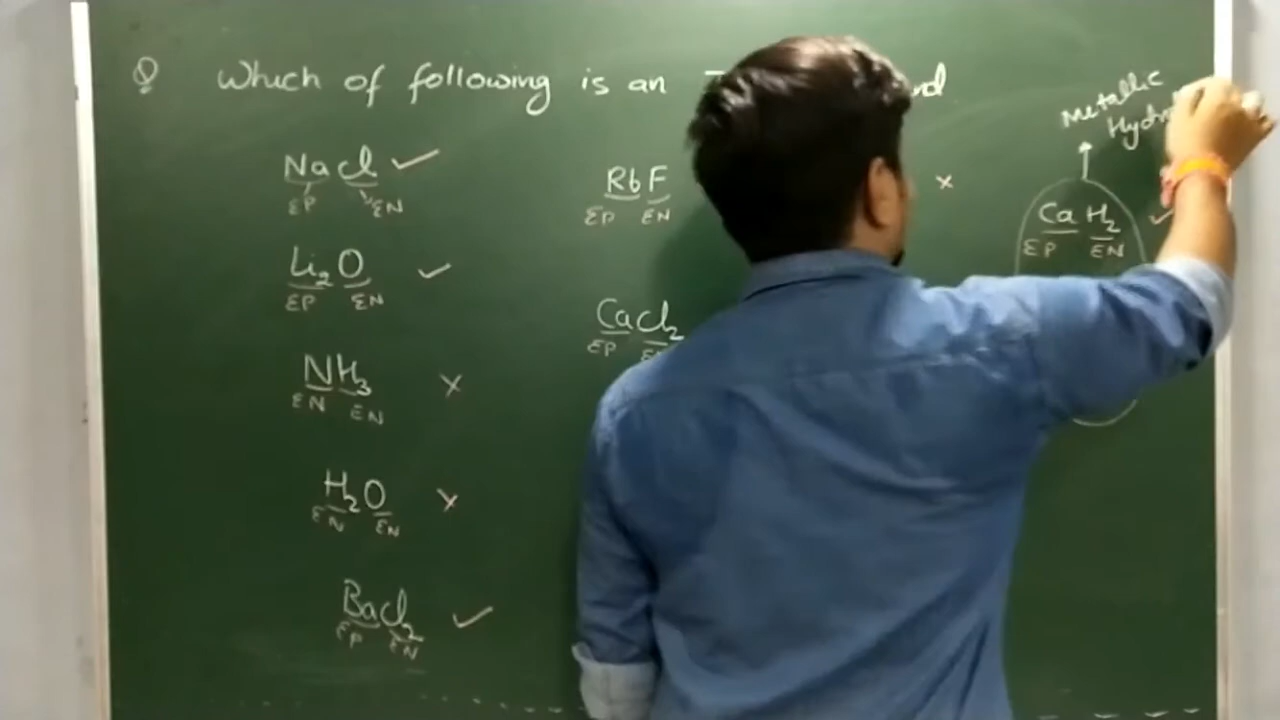 Q Which of following is an
NaCl ✓
EP EN
Li₂O ✓
EP EN
NH₃ ×
EN EN
H₂O ×
EN EN
BaCl₂ ✓
EP EN
RbF
EP EN
CaCl₂
EP
×
Metallic
CaH₂ ✓
EP EN